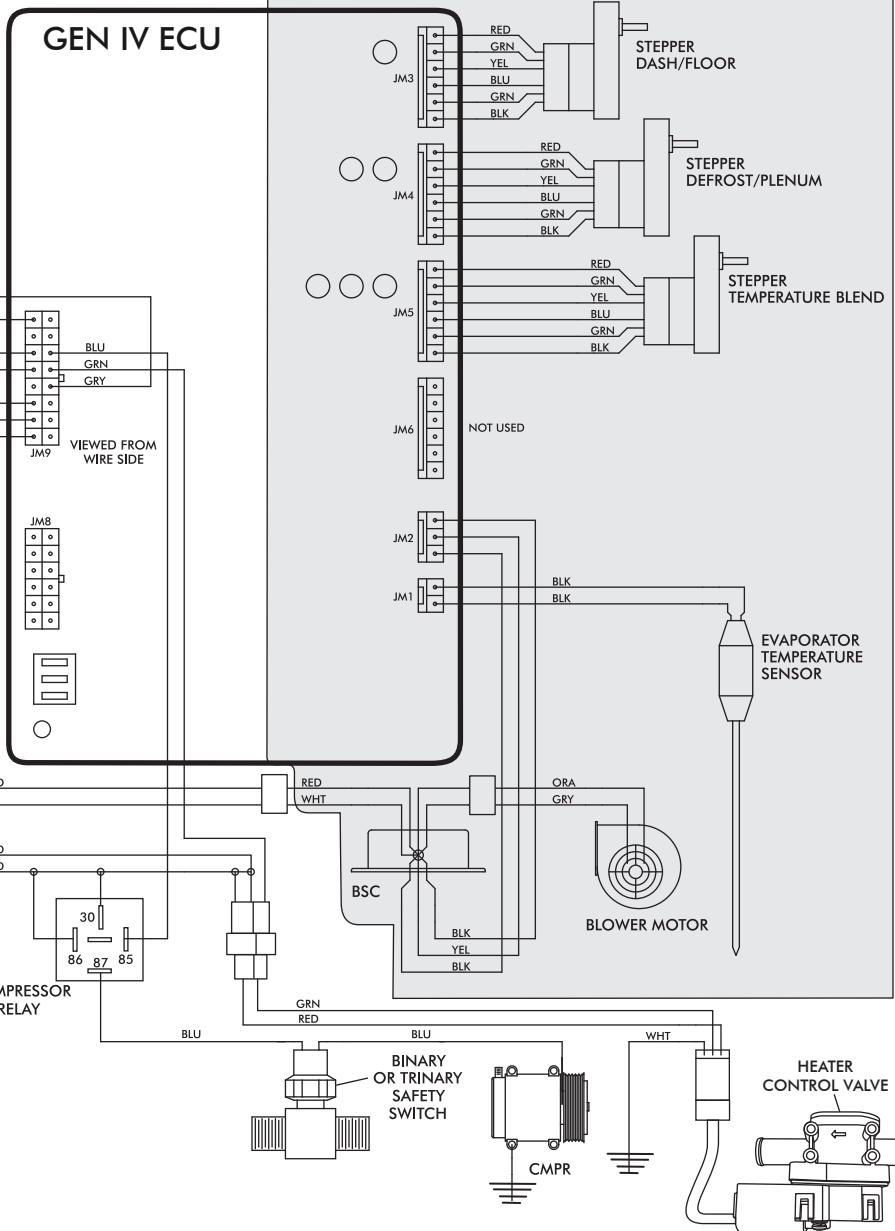 GEN IV ECU
RED
GRN
YEL
BLU
GRN
BLK
JM3
STEPPER
DASH/FLOOR
RED
GRN
YEL
BLU
GRN
BLK
JM4
STEPPER
DEFROST/PLENUM
RED
GRN
YEL
BLU
GRN
BLK
JM5
STEPPER
TEMPERATURE BLEND
BLU
GRN
GRY
JM9
VIEWED FROM
WIRE SIDE
JM6
NOT USED
JM8
JM2
JM1
BLK
BLK
EVAPORATOR
TEMPERATURE
SENSOR
D
RED
WHT
ORA
GRY
D
D
BSC
BLOWER MOTOR
30
86
87
85
BLK
YEL
BLK
MPRESSOR
RELAY
GRN
RED
BLU
BLU
WHT
BINARY
OR TRINARY
SAFETY
SWITCH
CMPR
HEATER
CONTROL VALVE